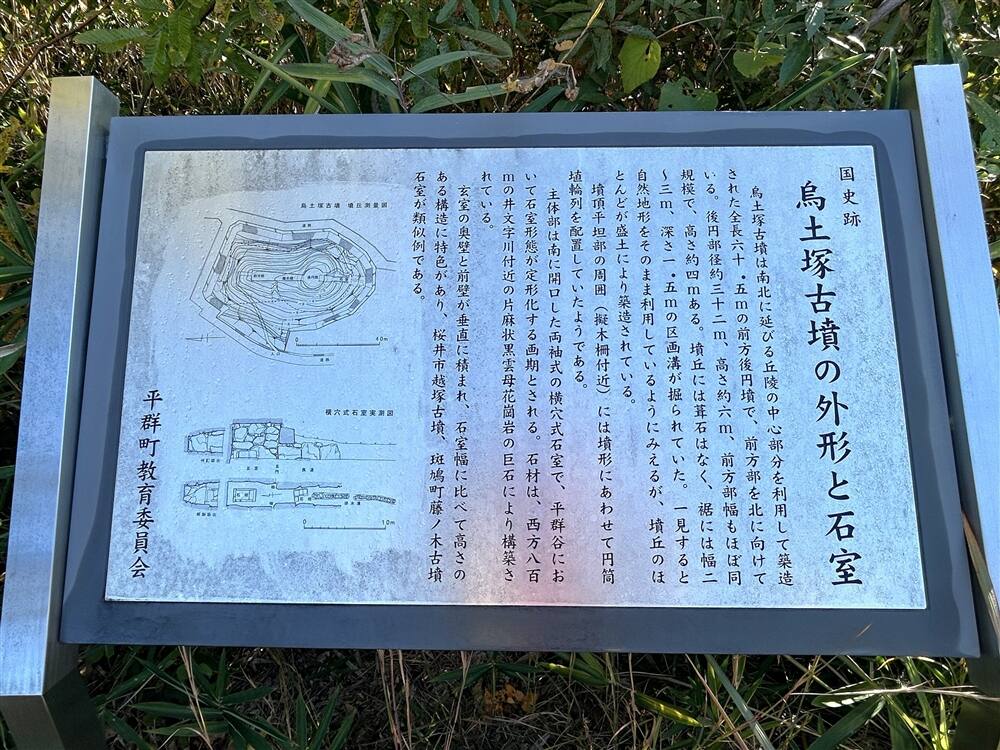 国史跡
烏土塚古墳の外形と石室
烏土塚古墳は南北に延びる丘陵の中心部分を利用して築造
された全長六十・五mの前方後円墳で、前方部を北に向けて
いる。後円部径約三十二m、高さ約六m、前方部幅もほぼ同
規模で、高さ約四mある。墳丘には葺石はなく、裾には幅二
〜三m、深さ一・五mの区画溝が掘られていた。一見すると
自然地形をそのまま利用しているようにみえるが、墳丘のほ
とんどが盛土により築造されている。
墳頂平坦部の周囲(擬木柵付近)には墳形にあわせて円筒
埴輪列を配置していたようである。
主体部は南に開口した両袖式の横穴式石室で、平群谷にお
いて石室形態が定形化する画期とされる。石材は、西方八百
mの井文字川付近の片麻状黒雲母花崗岩の巨石により構築さ
れている。
玄室の奥壁と前壁が垂直に積まれ、石室幅に比べて高さの
ある構造に特色があり、桜井市越塚古墳、斑鳩町藤ノ木古墳
石室が類似例である。
烏土塚古墳 墳丘測量図
40m
横穴式石室実測図
10m
平群町教育委員会